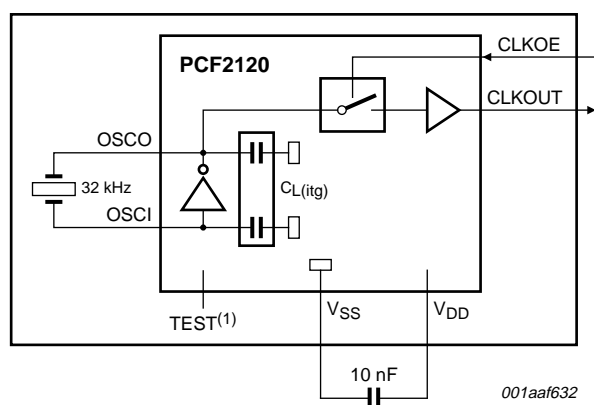 CLKOE
PCF2120
CLKOUT
OSCO
32 kHz
CL(itg)
OSCI
TEST(1)
VSS
VDD
10 nF
001aaf632